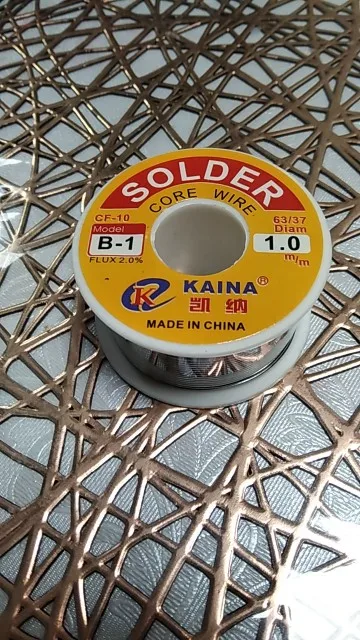 SOLDER
CORE WIRE
CF-10
63/37
Model
Diam
B-1
1.0
FLUX 2.0%
m/m
K
KAINA®
凯纳
MADE IN CHINA